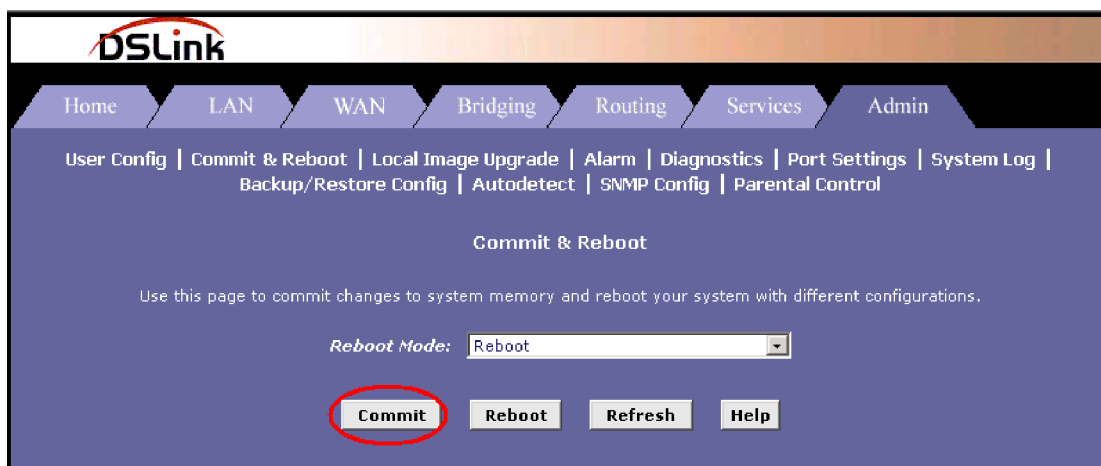 DSLink
Home LAN WAN Bridging Routing Services Admin
User Config | Commit & Reboot | Local Image Upgrade | Alarm | Diagnostics | Port Settings | System Log |
Backup/Restore Config | Autodetect | SNMP Config | Parental Control
Commit & Reboot
Use this page to commit changes to system memory and reboot your system with different configurations.
Reboot Mode: Reboot
Commit Reboot Refresh Help